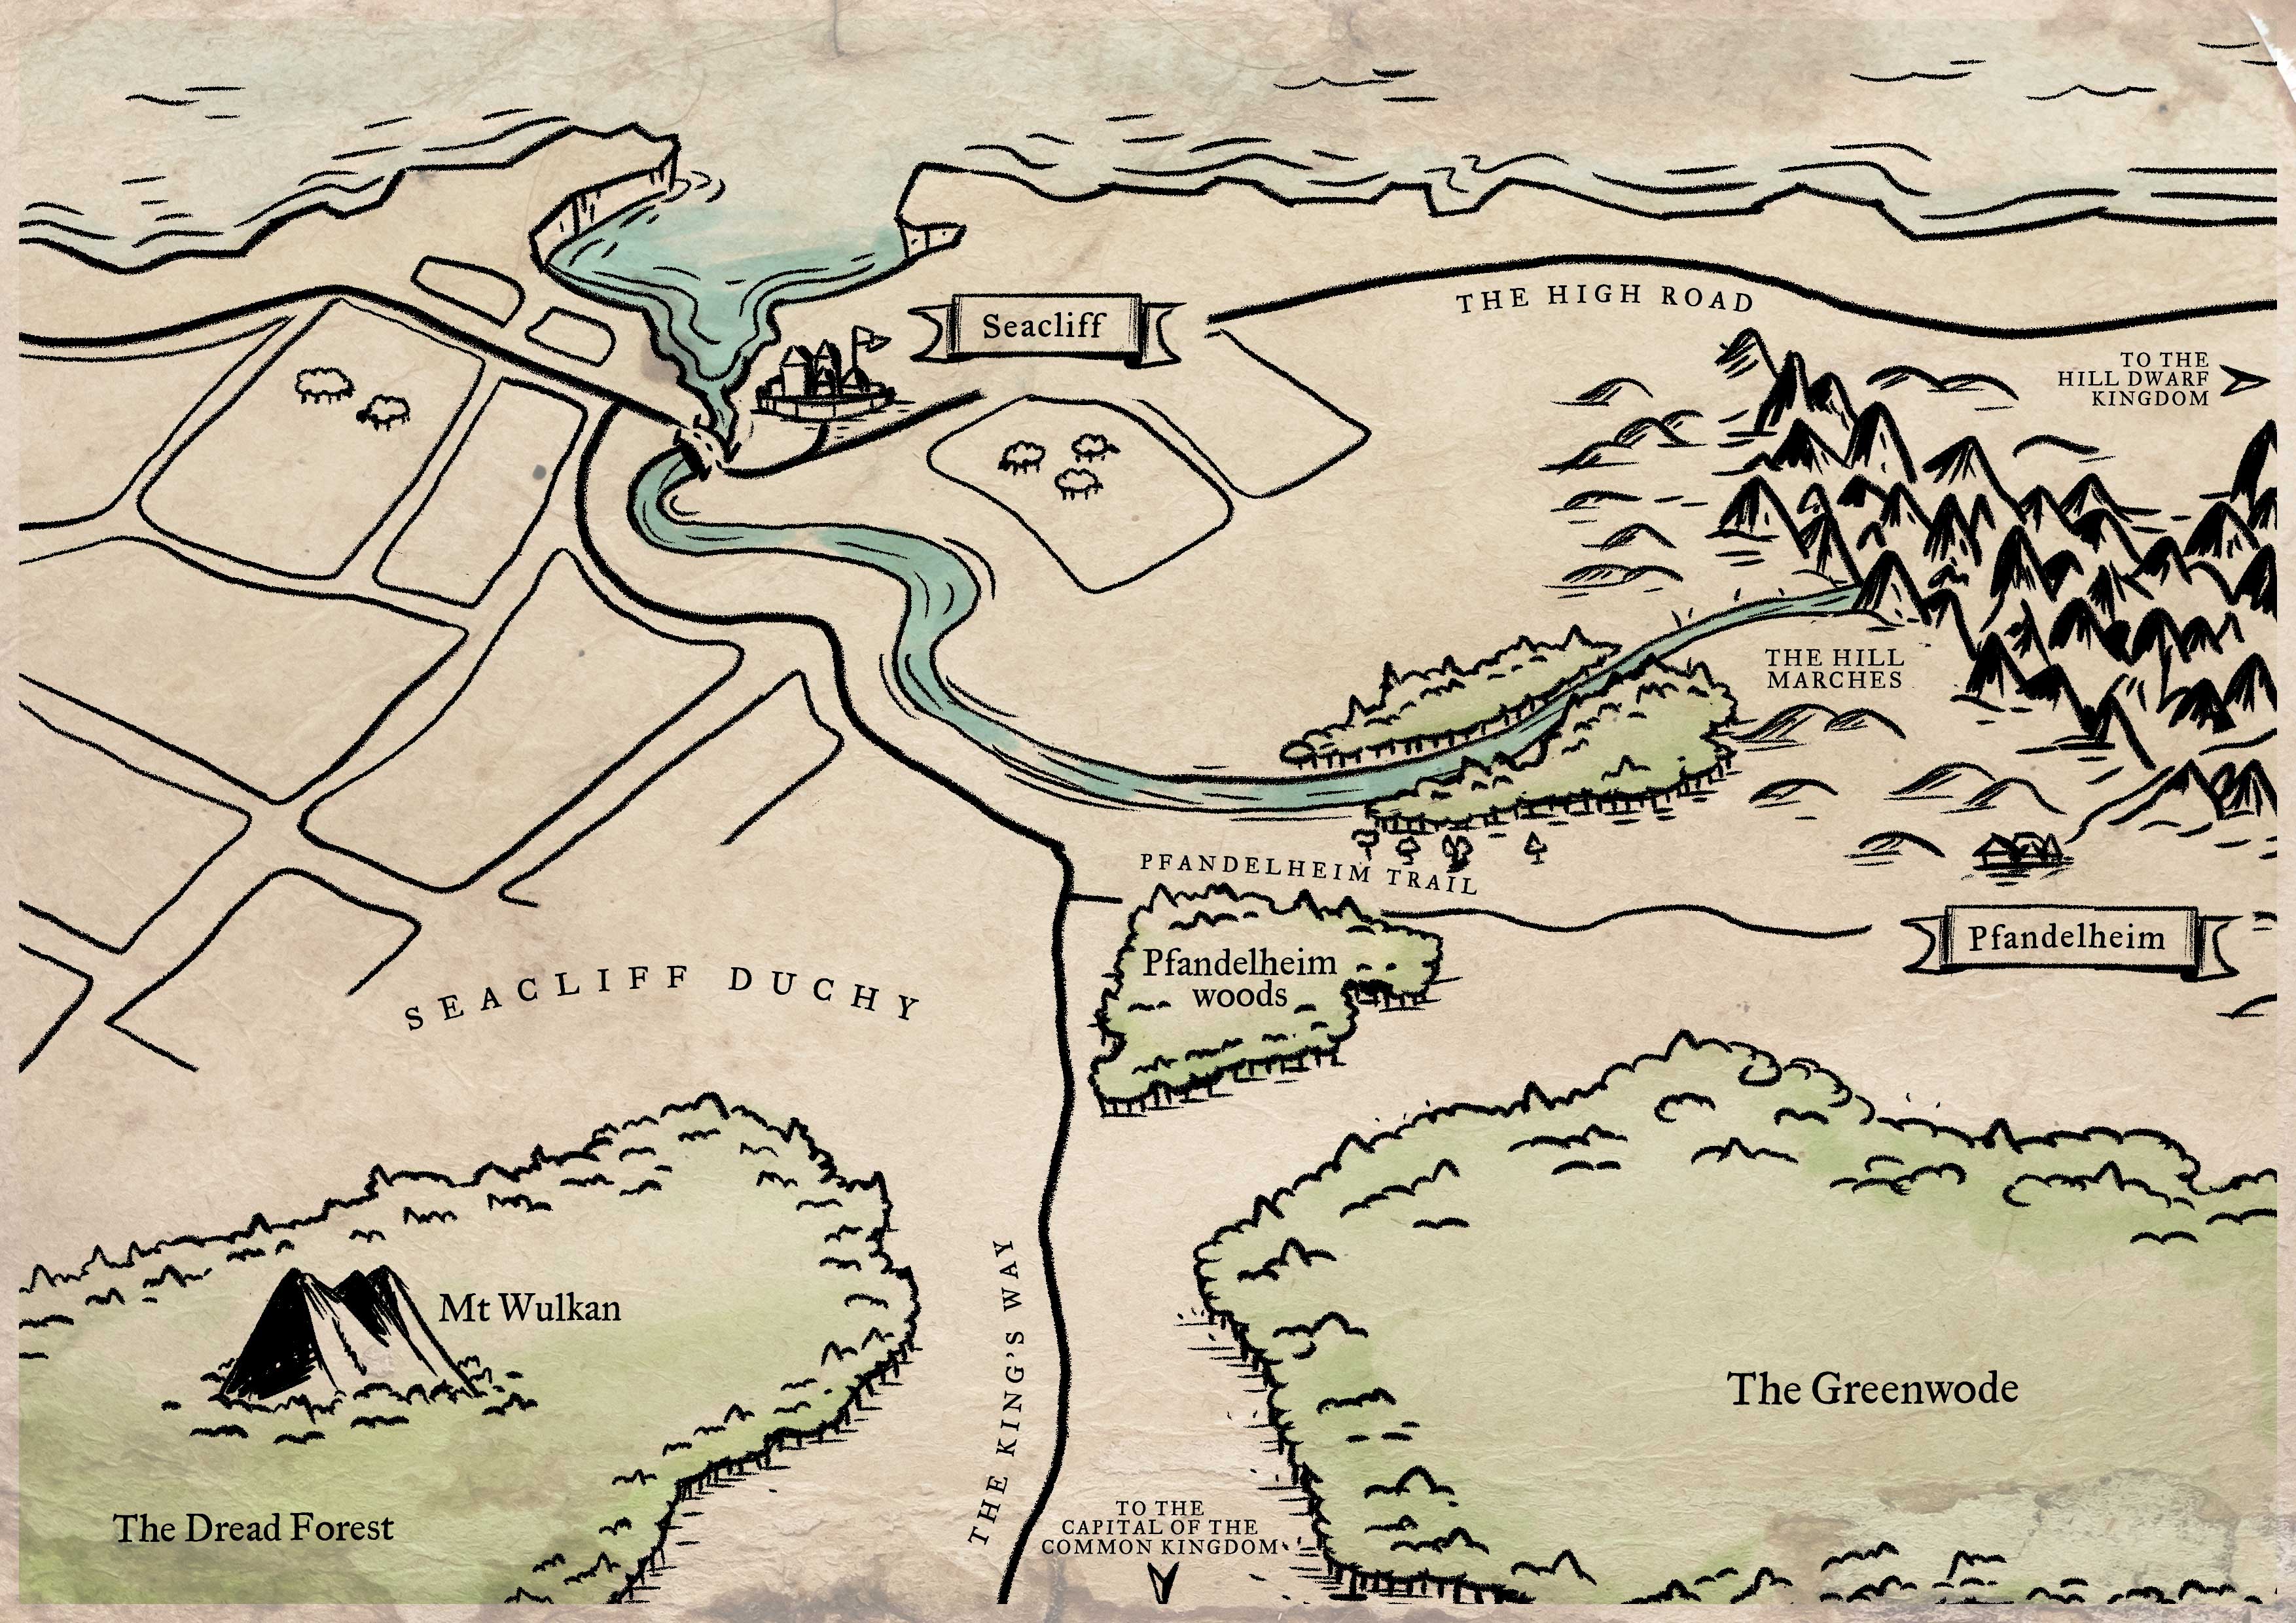 Seacliff
THE HIGH ROAD
TO THE
HILL DWARF
KINGDOM
THE HILL
MARCHES
PFANDELHEIM TRAIL
Pfandelheim
Pfandelheim
woods
SEACLIFF DUCHY
Mt Wulkan
THE KING'S WAY
The Greenwode
The Dread Forest
TO THE
CAPITAL OF THE
COMMON KINGDOM